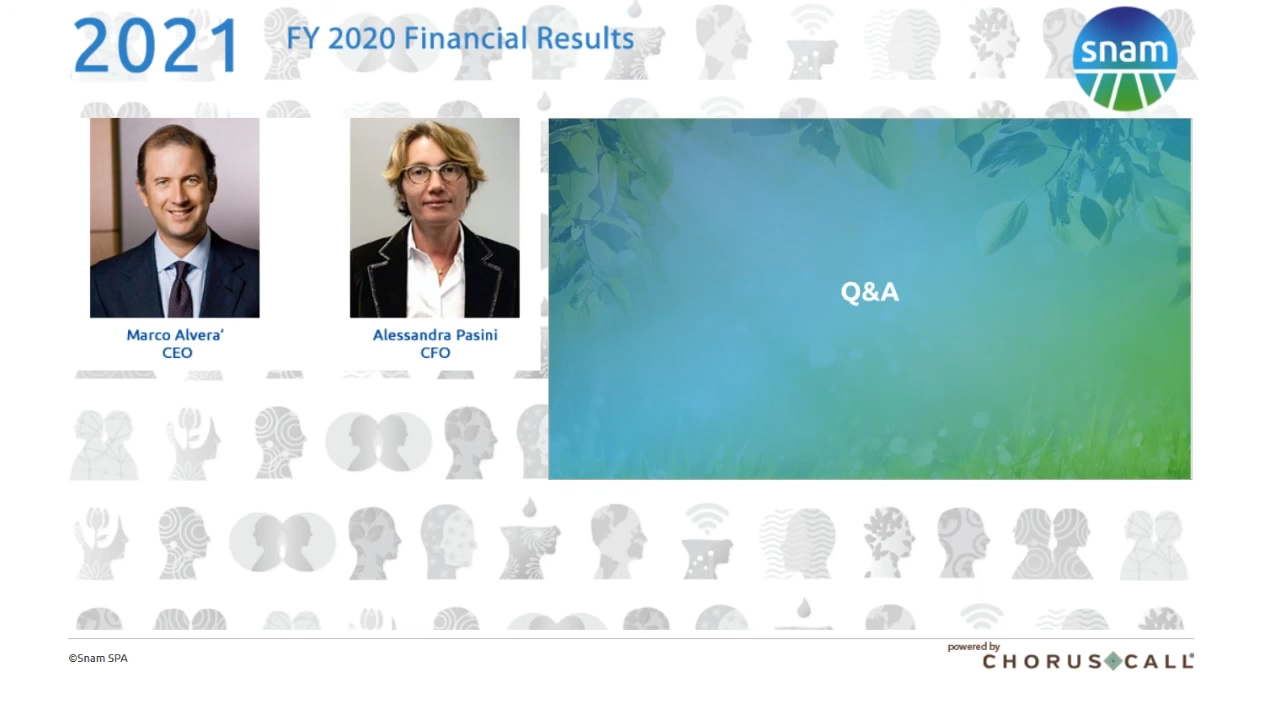 2021
FY 2020 Financial Results
snam
Marco Alvera’
CEO
Alessandra Pasini
CFO
Q&A
©Snam SPA
powered by
CHORUS CALL®